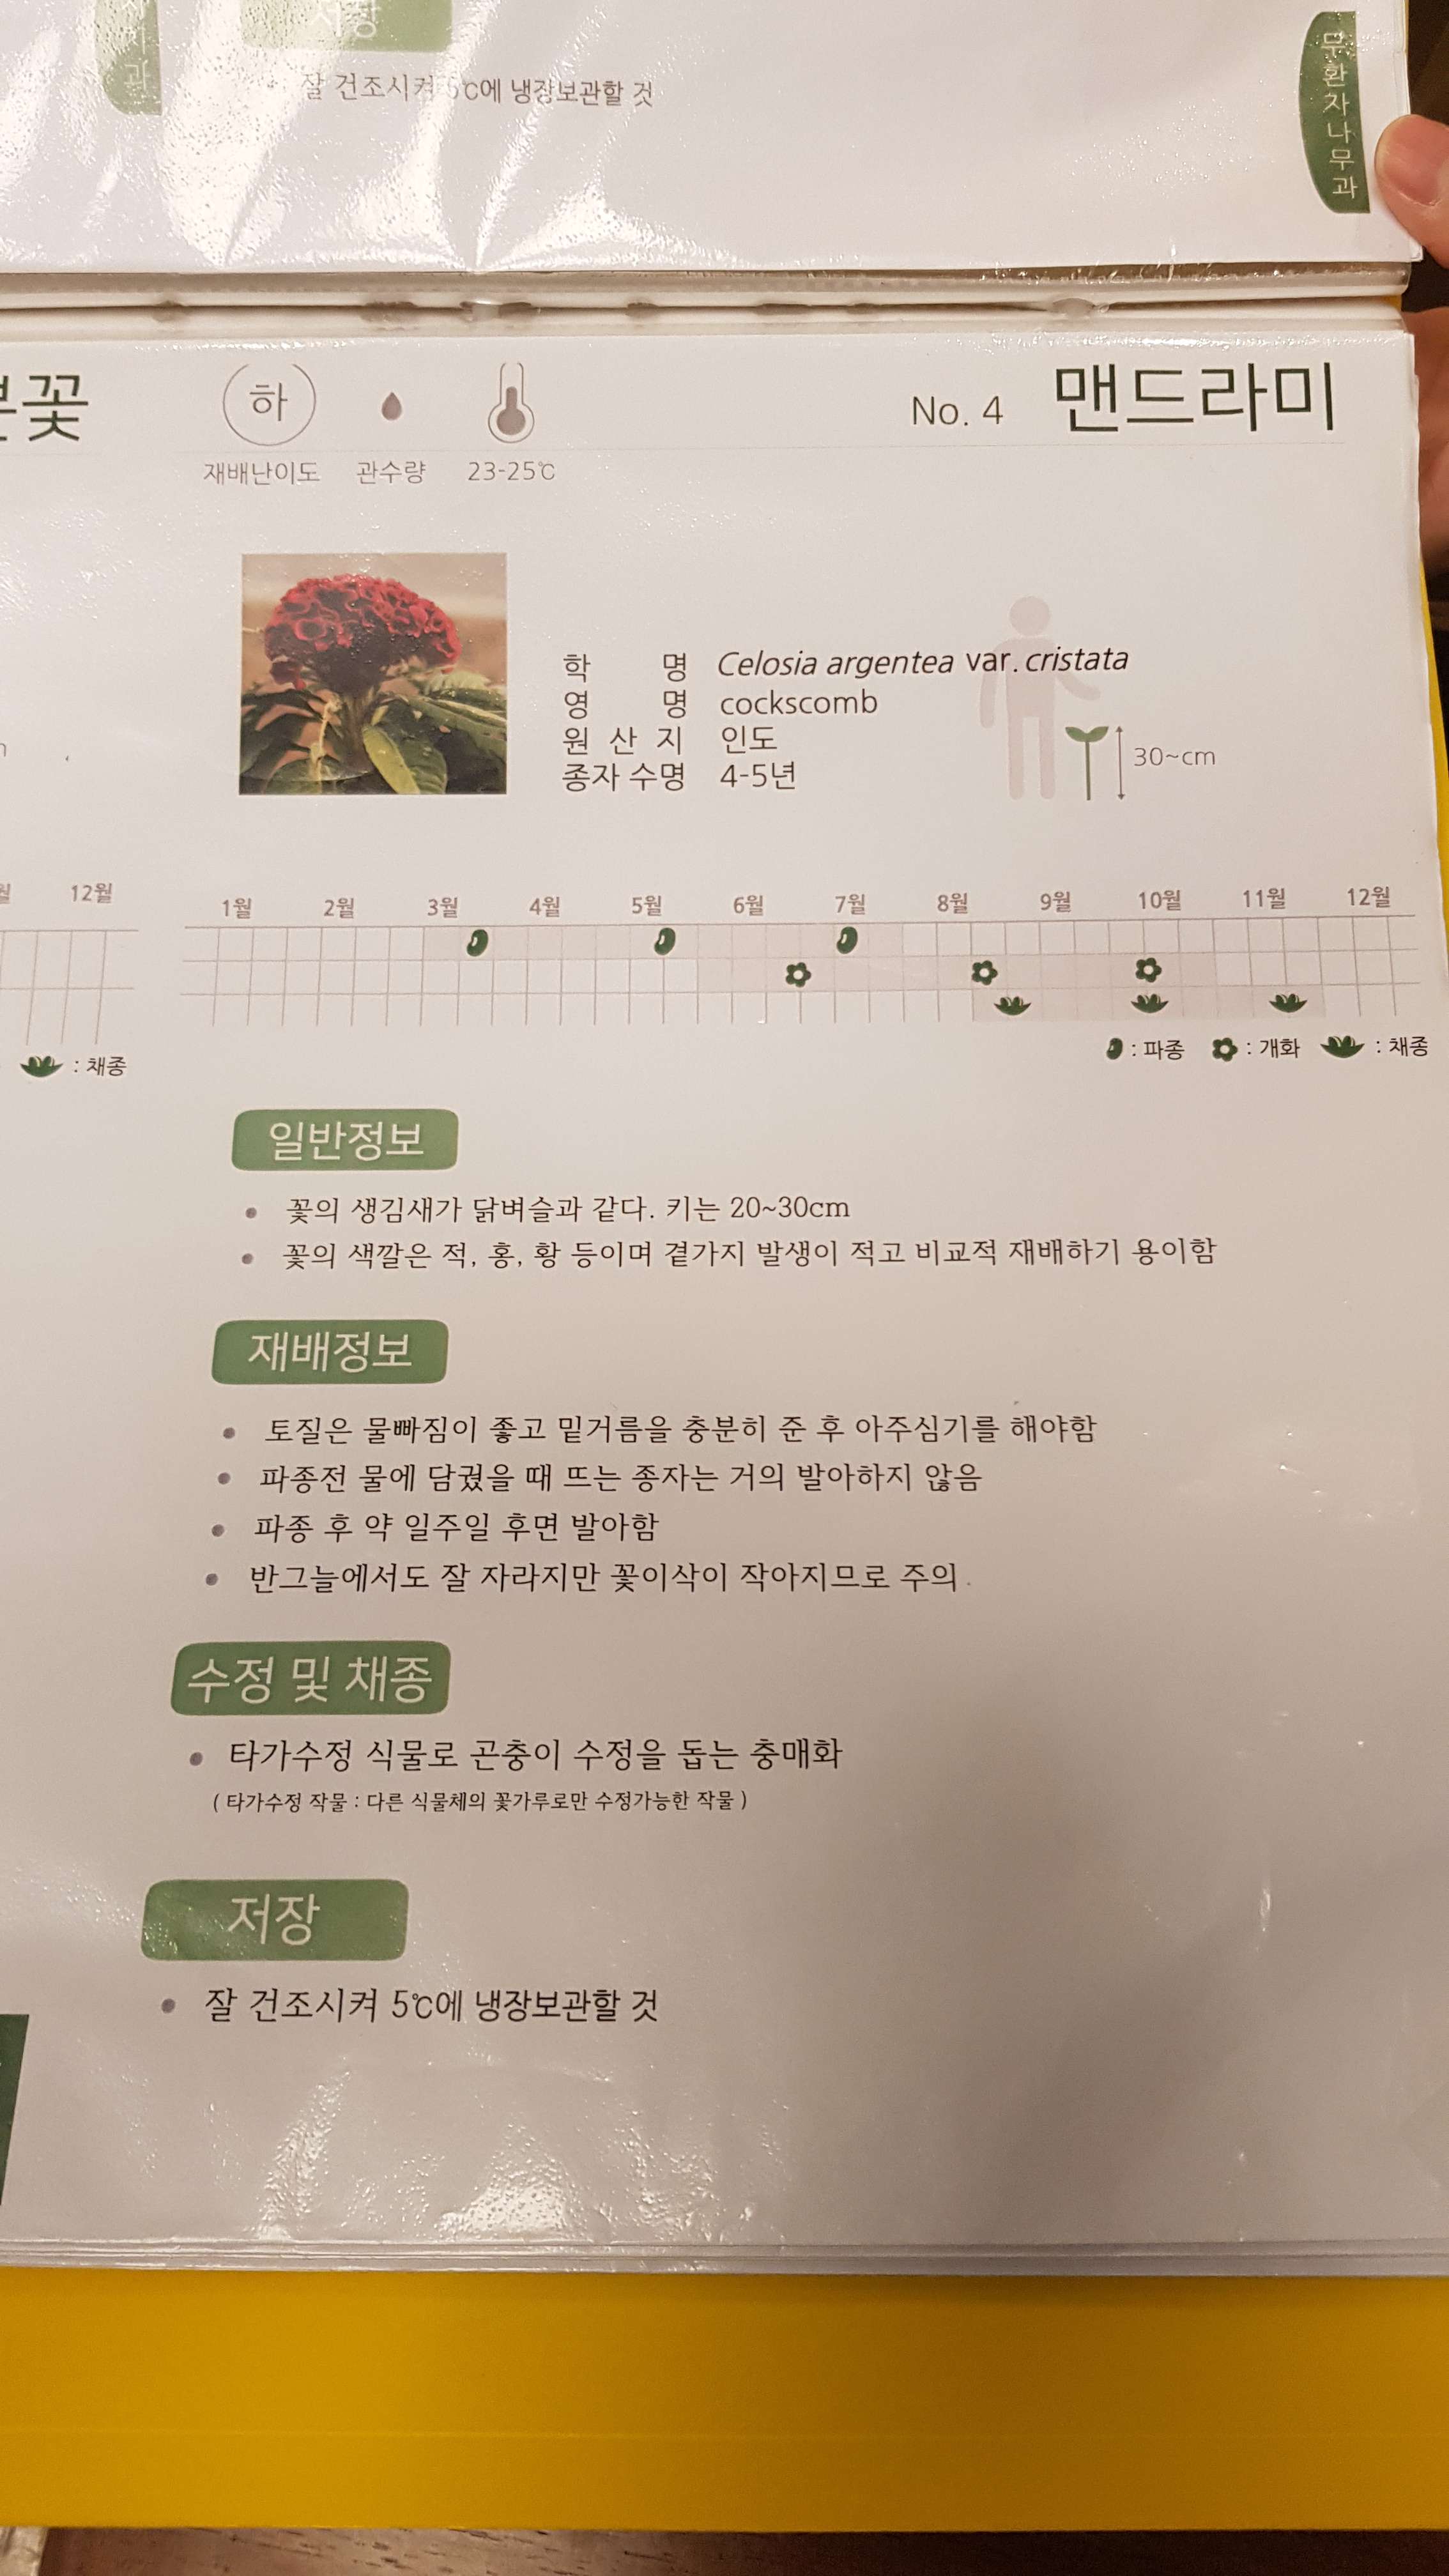 저장
잘 건조시켜 5℃에 냉장보관할 것
무환자나무과
꽃
하
재배난이도 관수량 23-25℃
No. 4 맨드라미
학 명 Celosia argentea var. cristata
영 명 cockscomb
원 산 지 인도
종자 수명 4-5년
30~cm
12월
1월 2월 3월 4월 5월 6월 7월 8월 9월 10월 11월 12월
: 채종
: 파종 : 개화 : 채종
일반정보
꽃의 생김새가 닭벼슬과 같다. 키는 20~30cm
꽃의 색깔은 적, 홍, 황 등이며 곁가지 발생이 적고 비교적 재배하기 용이함
재배정보
토질은 물빠짐이 좋고 밑거름을 충분히 준 후 아주심기를 해야함
파종전 물에 담궜을 때 뜨는 종자는 거의 발아하지 않음
파종 후 약 일주일 후면 발아함
반그늘에서도 잘 자라지만 꽃이삭이 작아지므로 주의.
수정 및 채종
타가수정 식물로 곤충이 수정을 돕는 충매화
( 타가수정 작물 : 다른 식물체의 꽃가루로만 수정가능한 작물 )
저장
잘 건조시켜 5℃에 냉장보관할 것